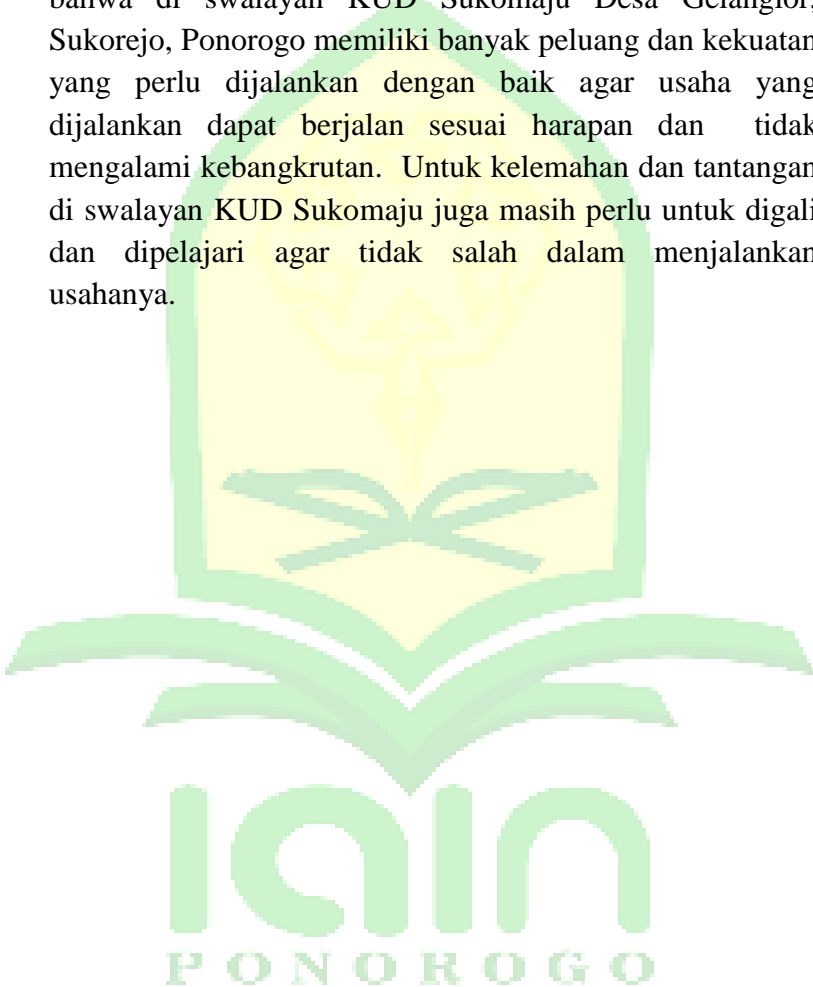 bahwa di swalayan KUD Sukomaju Desa Gelanglor,
Sukorejo, Ponorogo memiliki banyak peluang dan kekuatan
yang perlu dijalankan dengan baik agar usaha yang
dijalankan dapat berjalan sesuai harapan dan tidak
mengalami kebangkrutan. Untuk kelemahan dan tantangan
di swalayan KUD Sukomaju juga masih perlu untuk digali
dan dipelajari agar tidak salah dalam menjalankan
usahanya.
iain
PONOROGO